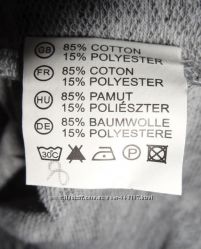 GB 85% COTTON
15% POLYESTER
FR 85% COTON
15% POLYESTER
HU 85% PAMUT
15% POLIÉSZTER
DE 85% BAUMWOLLE
15% POLYESTERE
30C